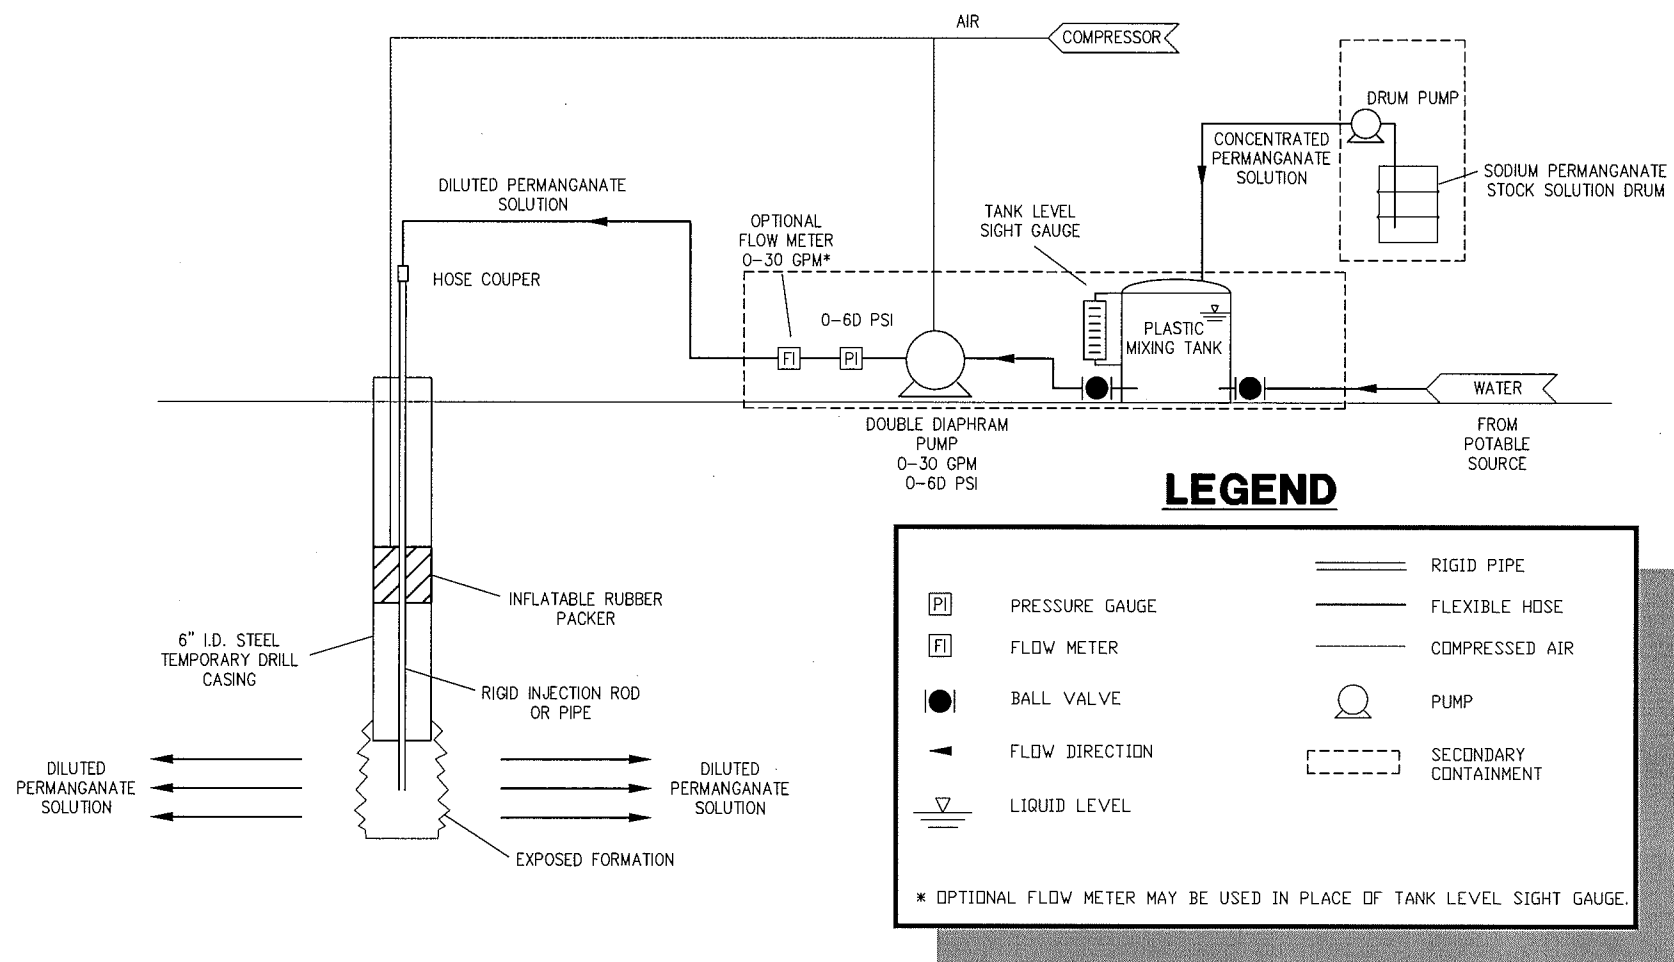 AIR
COMPRESSOR
DRUM PUMP
CONCENTRATED
PERMANGANATE
SOLUTION
SODIUM PERMANGANATE
STOCK SOLUTION DRUM
DILUTED PERMANGANATE
SOLUTION
OPTIONAL
FLOW METER
0-30 GPM*
TANK LEVEL
SIGHT GAUGE
HOSE COUPER
0-6D PSI
PLASTIC
MIXING TANK
FI
PI
WATER
DOUBLE DIAPHRAM
PUMP
0-30 GPM
0-6D PSI
FROM
POTABLE
SOURCE
INFLATABLE RUBBER
PACKER
6" I.D. STEEL
TEMPORARY DRILL
CASING
RIGID INJECTION ROD
OR PIPE
DILUTED
PERMANGANATE
SOLUTION
DILUTED
PERMANGANATE
SOLUTION
EXPOSED FORMATION
LEGEND
PI PRESSURE GAUGE
FI FLOW METER
BALL VALVE
FLOW DIRECTION
LIQUID LEVEL
RIGID PIPE
FLEXIBLE HOSE
COMPRESSED AIR
PUMP
SECONDARY
CONTAINMENT
* OPTIONAL FLOW METER MAY BE USED IN PLACE OF TANK LEVEL SIGHT GAUGE.